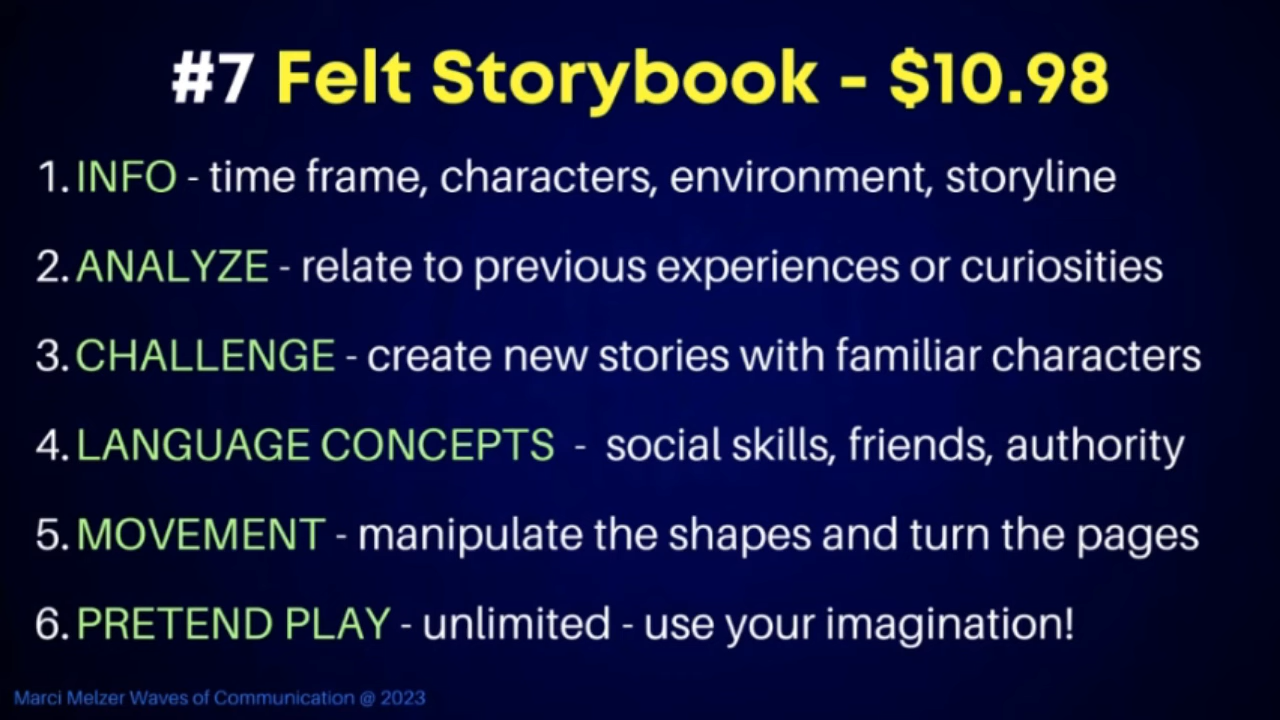 #7 Felt Storybook - $10.98
1. INFO - time frame, characters, environment, storyline
2. ANALYZE - relate to previous experiences or curiosities
3. CHALLENGE - create new stories with familiar characters
4. LANGUAGE CONCEPTS - social skills, friends, authority
5. MOVEMENT - manipulate the shapes and turn the pages
6. PRETEND PLAY - unlimited - use your imagination!
Marci Melzer Waves of Communication @ 2023